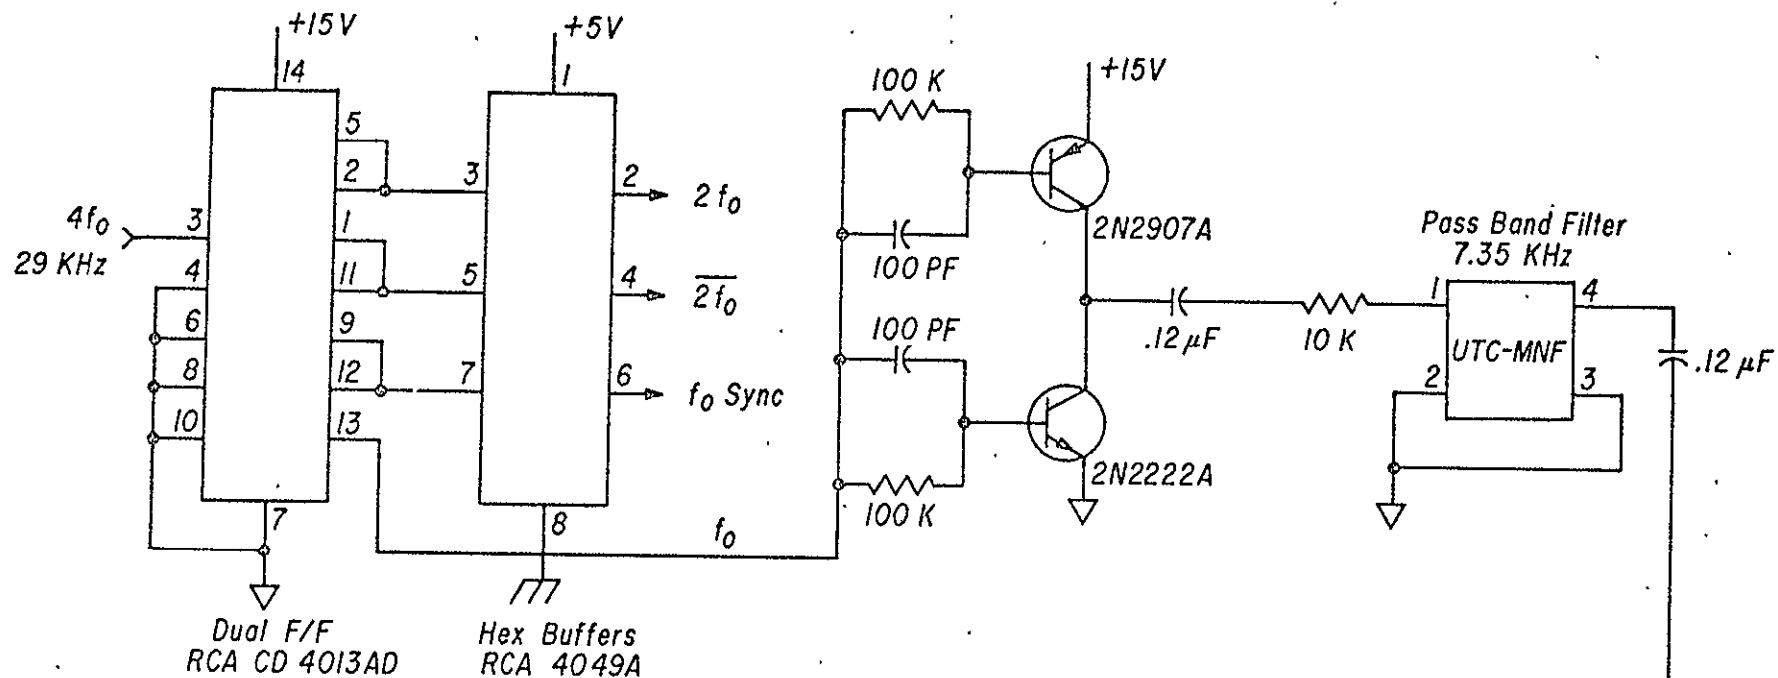 +15V
14
5
2
1
11
9
12
13
3
4
6
8
10
7
4f₀
29 KHz
Dual F/F
RCA CD 4013AD
+5V
1
3
5
7
2
4
6
8
2f₀
2f₀
f₀ Sync
Hex Buffers
RCA 4049A
f₀
100 K
100 PF
100 PF
100 K
+15V
2N2907A
2N2222A
.12 µF
10 K
Pass Band Filter
7.35 KHz
1
4
UTC-MNF
2
3
.12 µF